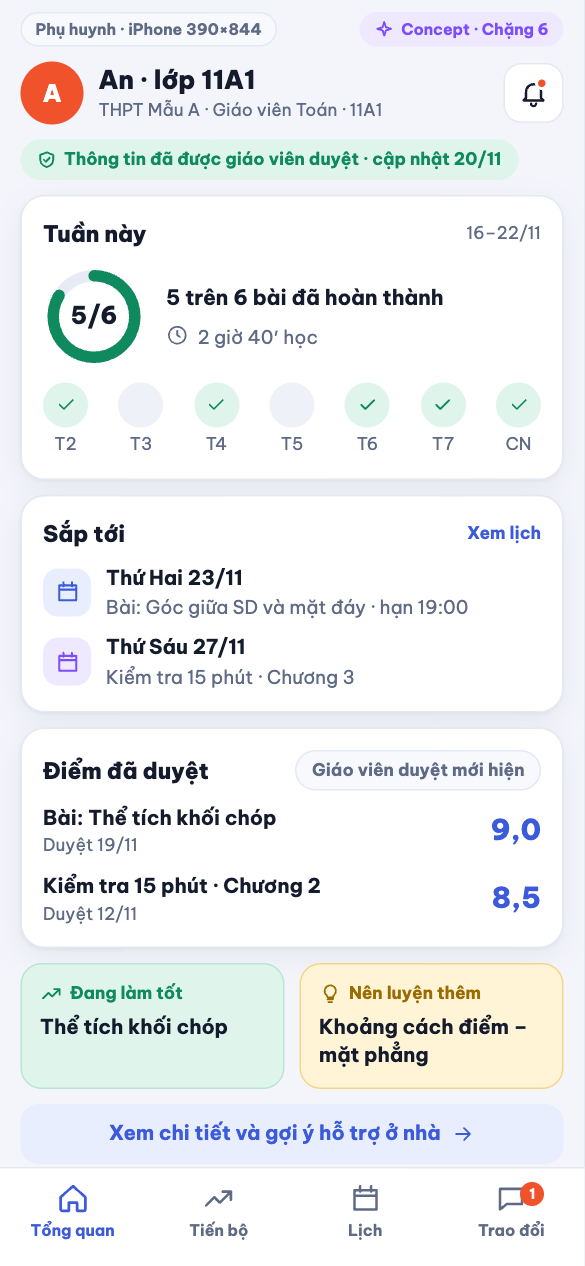 Phụ huynh · iPhone 390×844
Concept · Chặng 6
A
An · lớp 11A1
THPT Mẫu A · Giáo viên Toán · 11A1
Thông tin đã được giáo viên duyệt · cập nhật 20/11
Tuần này
16–22/11
5/6
5 trên 6 bài đã hoàn thành
2 giờ 40′ học
T2 T3 T4 T5 T6 T7 CN
Sắp tới
Xem lịch
Thứ Hai 23/11
Bài: Góc giữa SD và mặt đáy · hạn 19:00
Thứ Sáu 27/11
Kiểm tra 15 phút · Chương 3
Điểm đã duyệt
Giáo viên duyệt mới hiện
Bài: Thể tích khối chóp
Duyệt 19/11
9,0
Kiểm tra 15 phút · Chương 2
Duyệt 12/11
8,5
Đang làm tốt
Thể tích khối chóp
Nên luyện thêm
Khoảng cách điểm –
mặt phẳng
Xem chi tiết và gợi ý hỗ trợ ở nhà →
1
Tổng quan
Tiến bộ
Lịch
Trao đổi